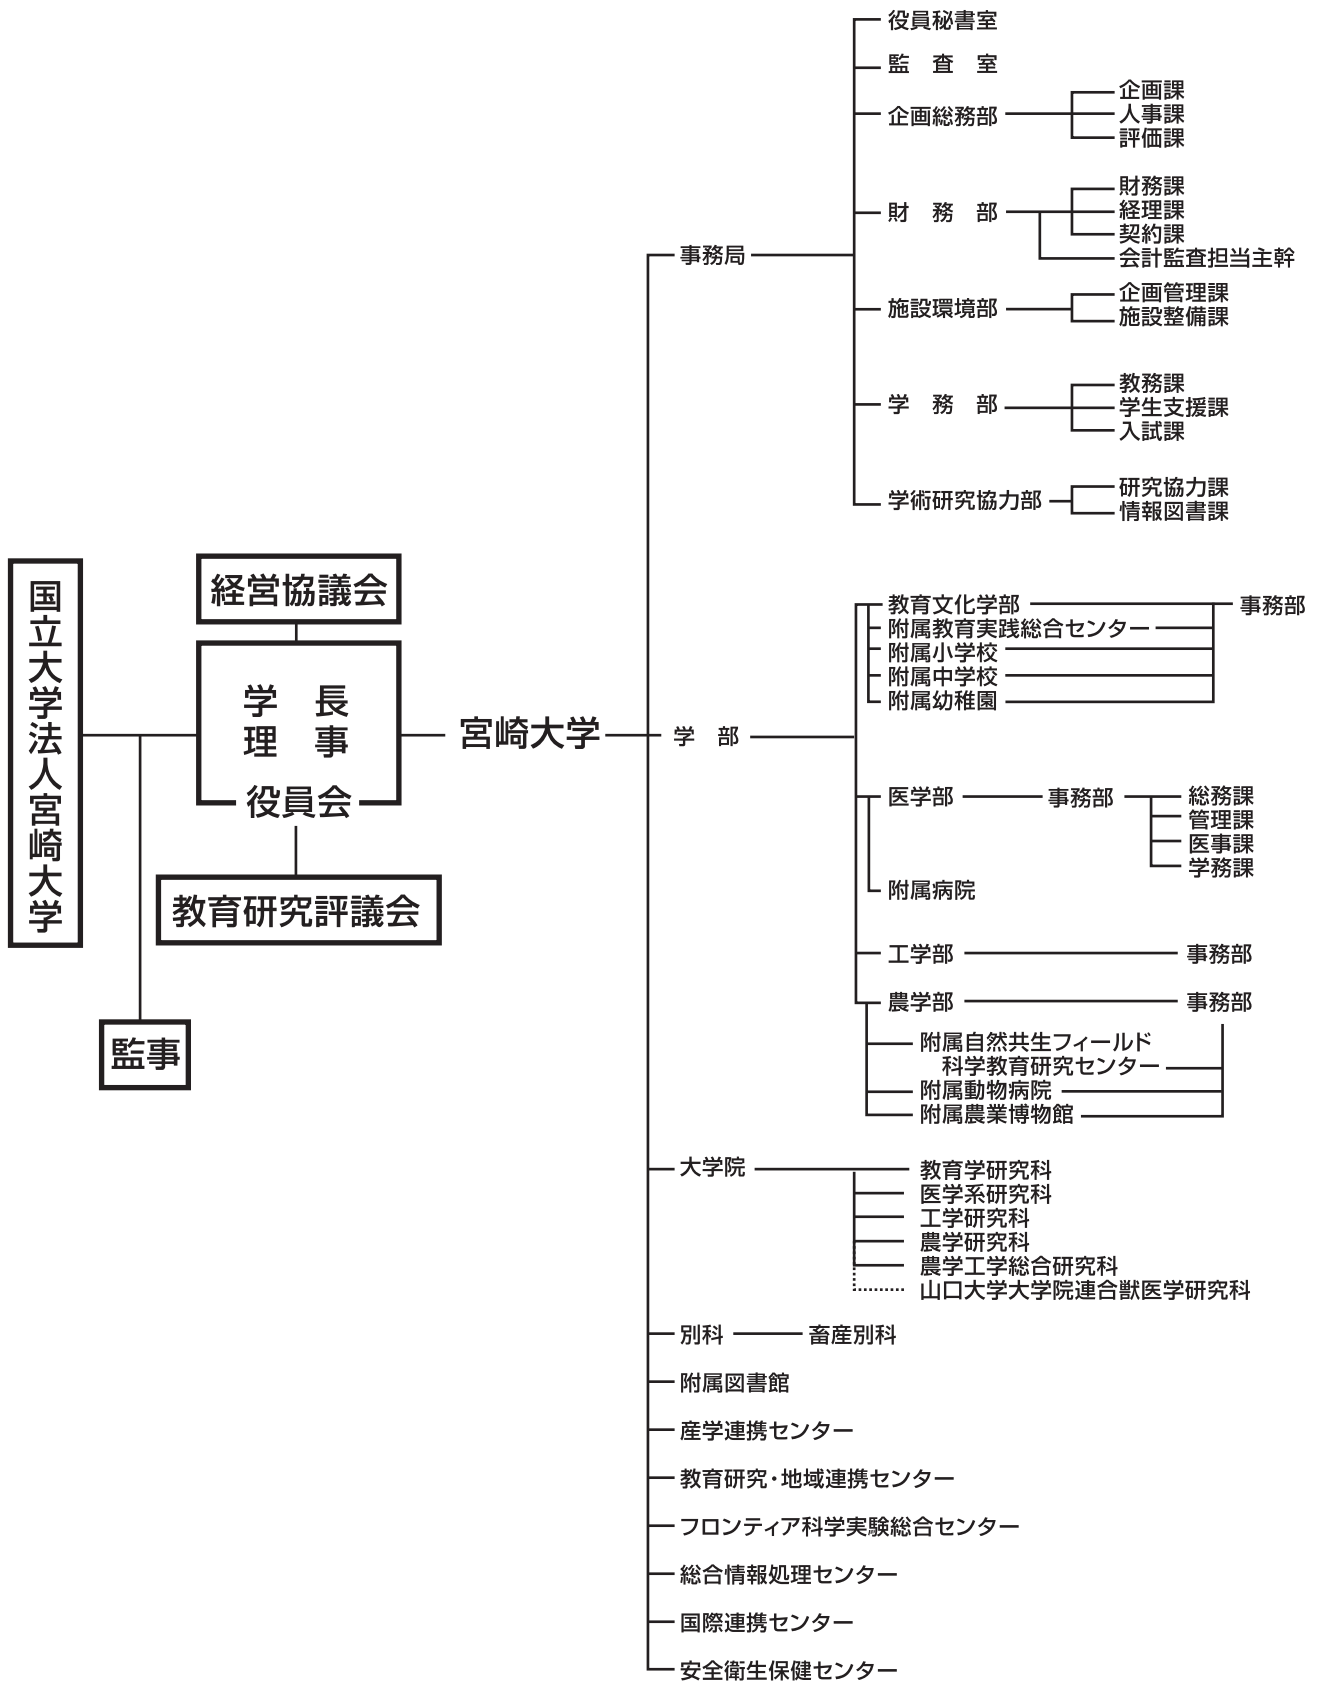 国立大学法人宮崎大学
経営協議会
学　長
理　事
役員会
教育研究評議会
監事
宮崎大学
事務局
役員秘書室
監　査　室
企画総務部
企画課
人事課
評価課
財　務　部
財務課
経理課
契約課
会計監査担当主幹
施設環境部
企画管理課
施設整備課
学　務　部
教務課
学生支援課
入試課
学術研究協力部
研究協力課
情報図書課
学　部
教育文化学部
事務部
附属教育実践総合センター
附属小学校
附属中学校
附属幼稚園
医学部
事務部
総務課
管理課
医事課
学務課
附属病院
工学部
事務部
農学部
事務部
附属自然共生フィールド
科学教育研究センター
附属動物病院
附属農業博物館
大学院
教育学研究科
医学系研究科
工学研究科
農学研究科
農学工学総合研究科
山口大学大学院連合獣医学研究科
別科
畜産別科
附属図書館
産学連携センター
教育研究・地域連携センター
フロンティア科学実験総合センター
総合情報処理センター
国際連携センター
安全衛生保健センター